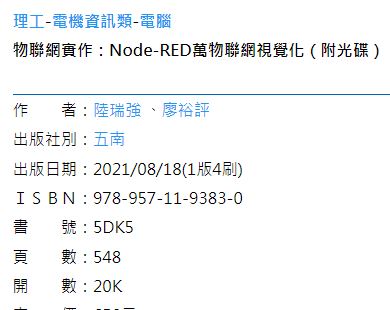 理工-電機資訊類-電腦
物聯網實作：Node-RED萬物聯網視覺化（附光碟）
作　　者：陸瑞強、廖裕評
出版社別：五南
出版日期：2021/08/18(1版4刷)
ＩＳＢＮ：978-957-11-9383-0
書　　號：5DK5
頁　　數：548
開　　數：20K